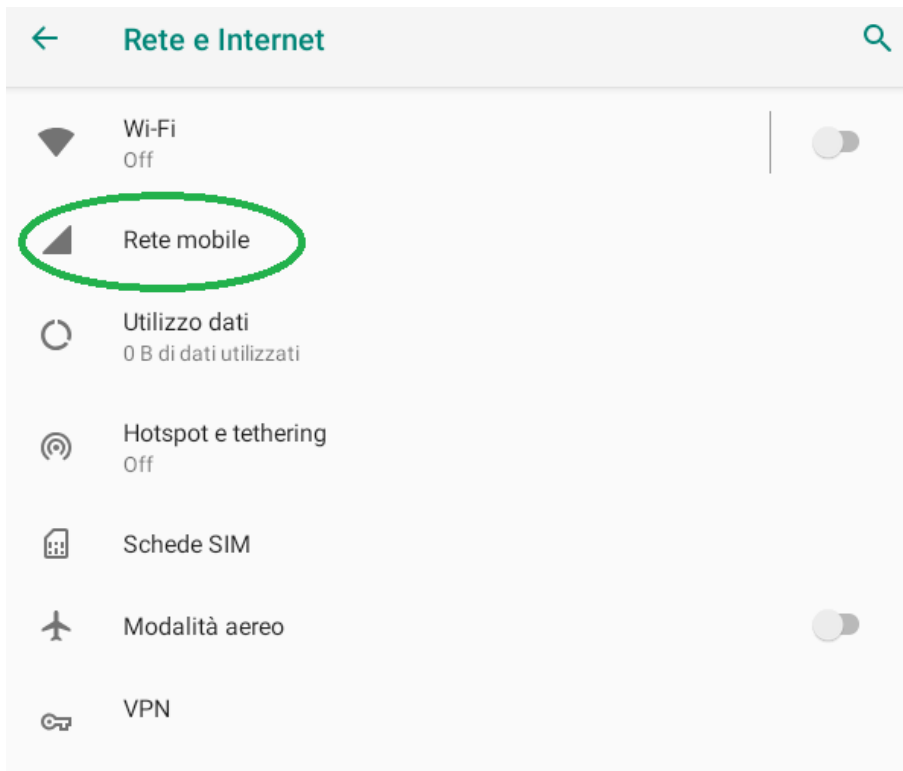 Rete e Internet
Wi-Fi
Off
Rete mobile
Utilizzo dati
0 B di dati utilizzati
Hotspot e tethering
Off
Schede SIM
Modalità aereo
VPN